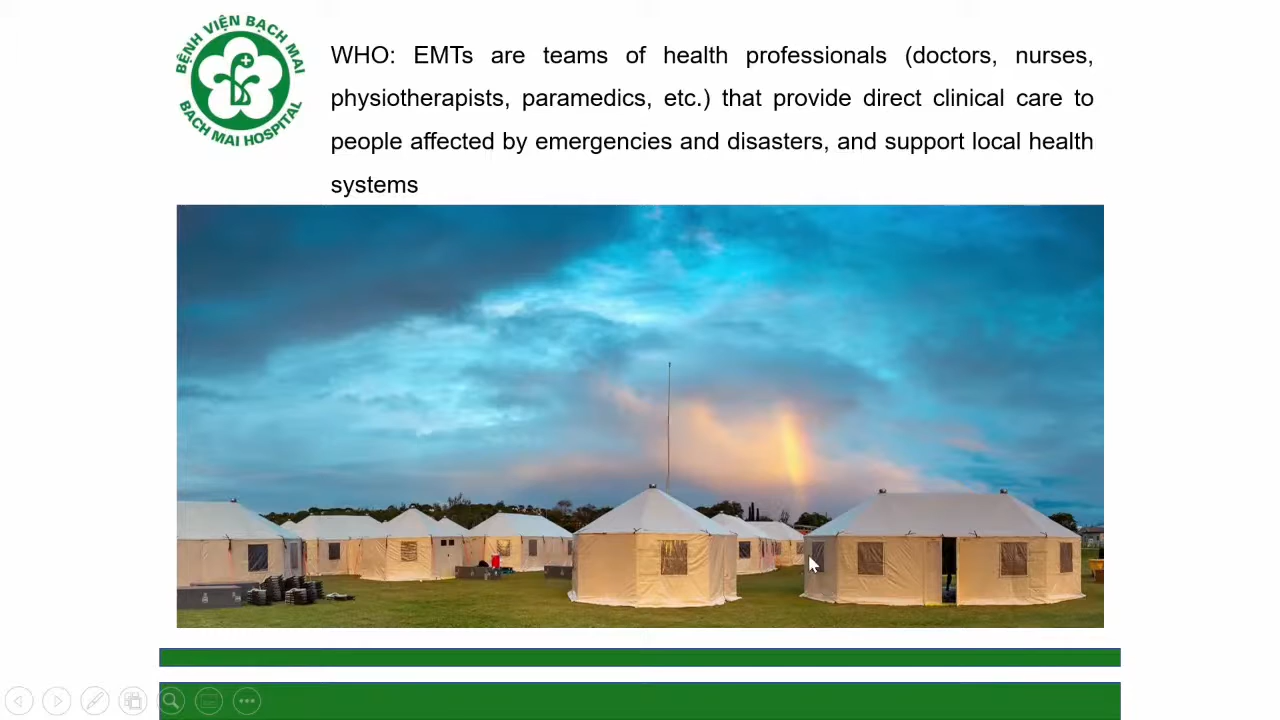 BỆNH VIỆN BẠCH MAI
BACH MAI HOSPITAL
WHO: EMTs are teams of health professionals (doctors, nurses,
physiotherapists, paramedics, etc.) that provide direct clinical care to
people affected by emergencies and disasters, and support local health
systems